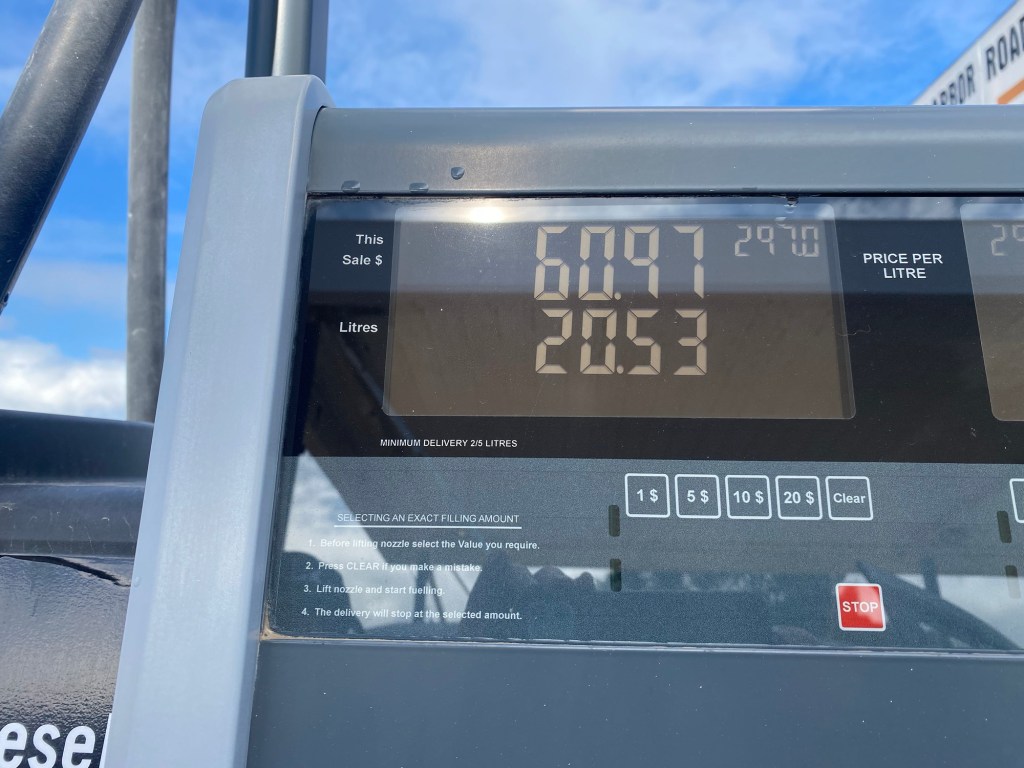 ARBOR ROAD
This
Sale $
60.97
297.0
PRICE PER
LITRE
29
Litres
20.53
MINIMUM DELIVERY 2/5 LITRES
1 $
5 $
10 $
20 $
Clear
SELECTING AN EXACT FILLING AMOUNT
1. Before lifting nozzle select the Value you require.
2. Press CLEAR if you make a mistake.
3. Lift nozzle and start fuelling.
4. The delivery will stop at the selected amount.
STOP
esel